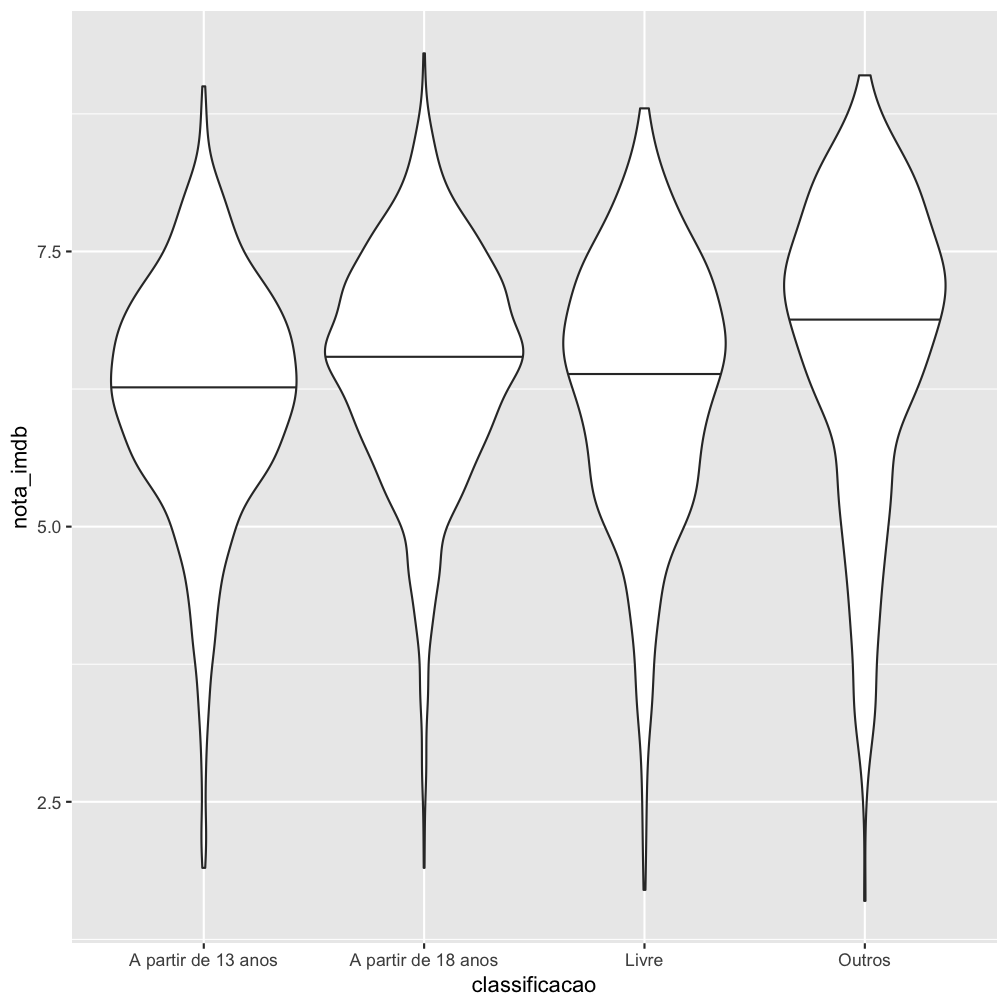 nota_imdb
7.5
5.0
2.5
A partir de 13 anos
A partir de 18 anos
Livre
Outros
classificacao